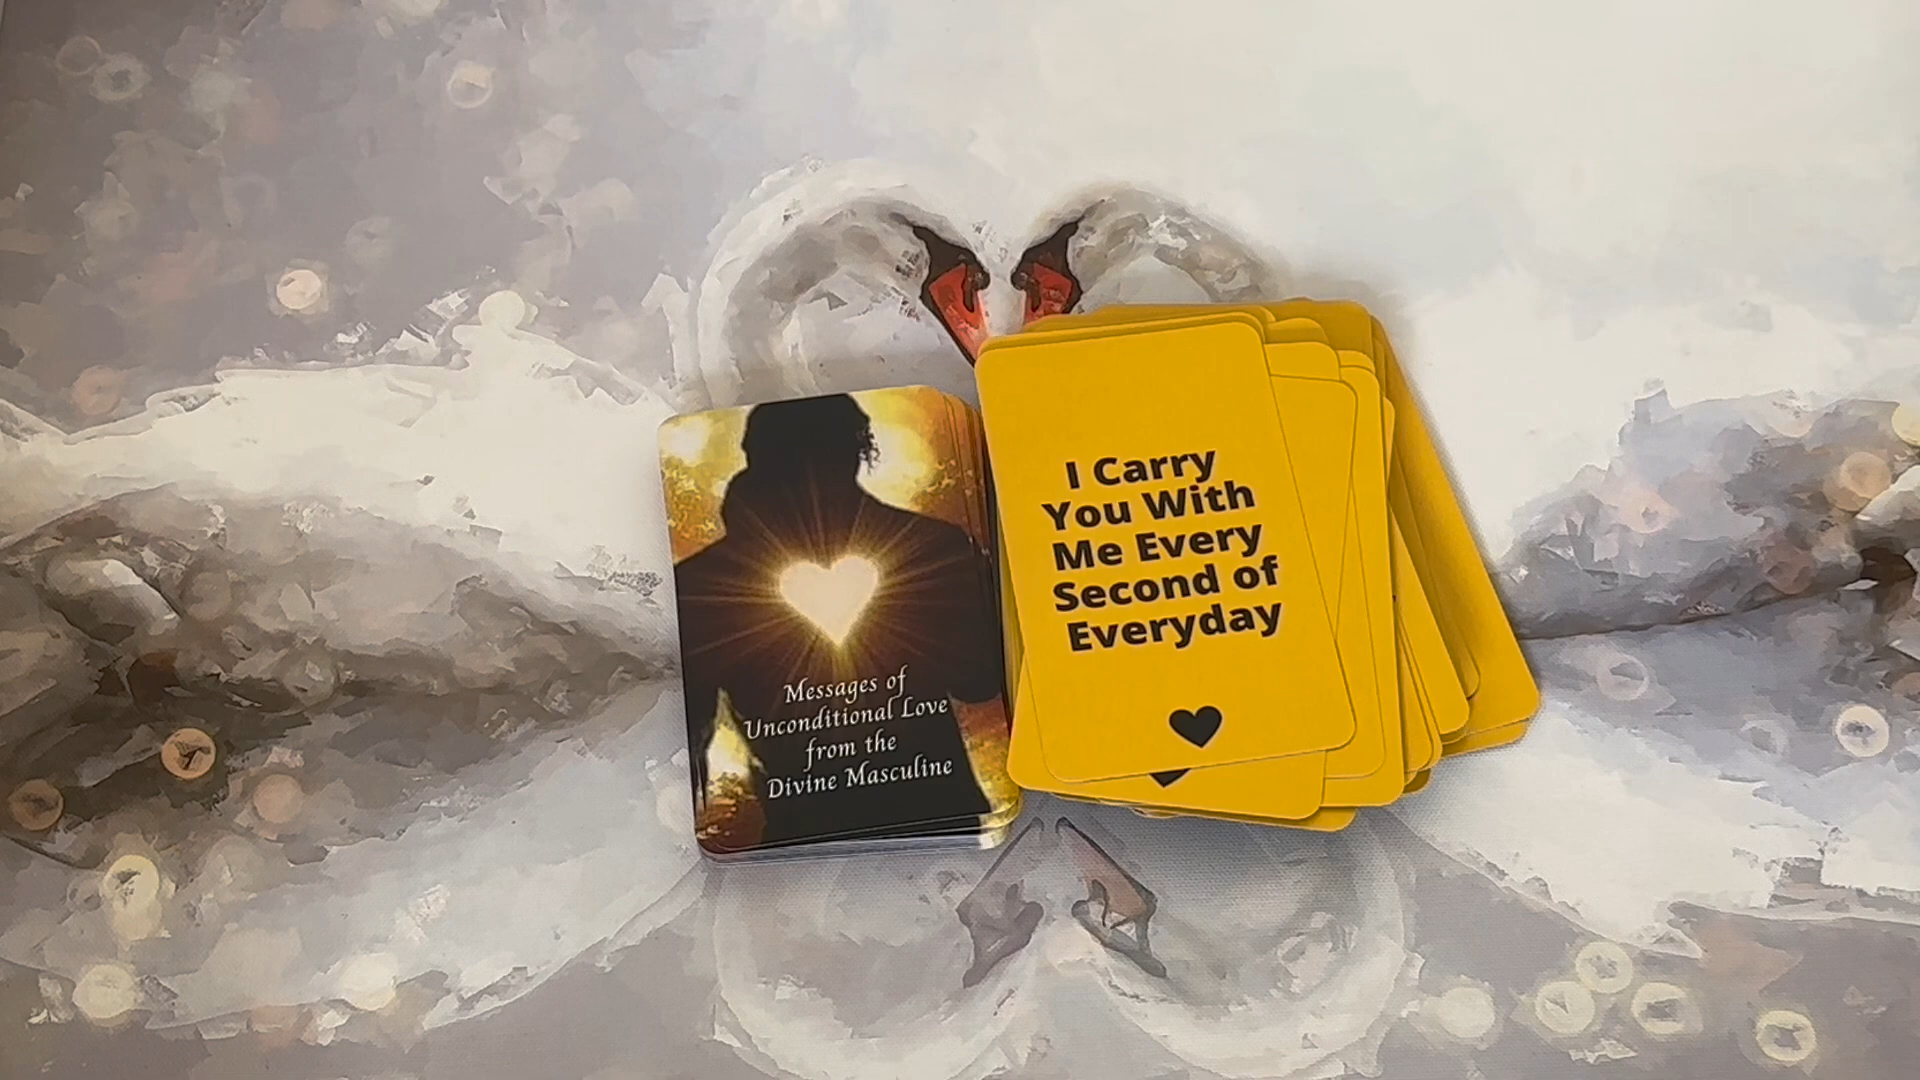 Messages of
Unconditional Love
from the
Divine Masculine
I Carry
You With
Me Every
Second of
Everyday